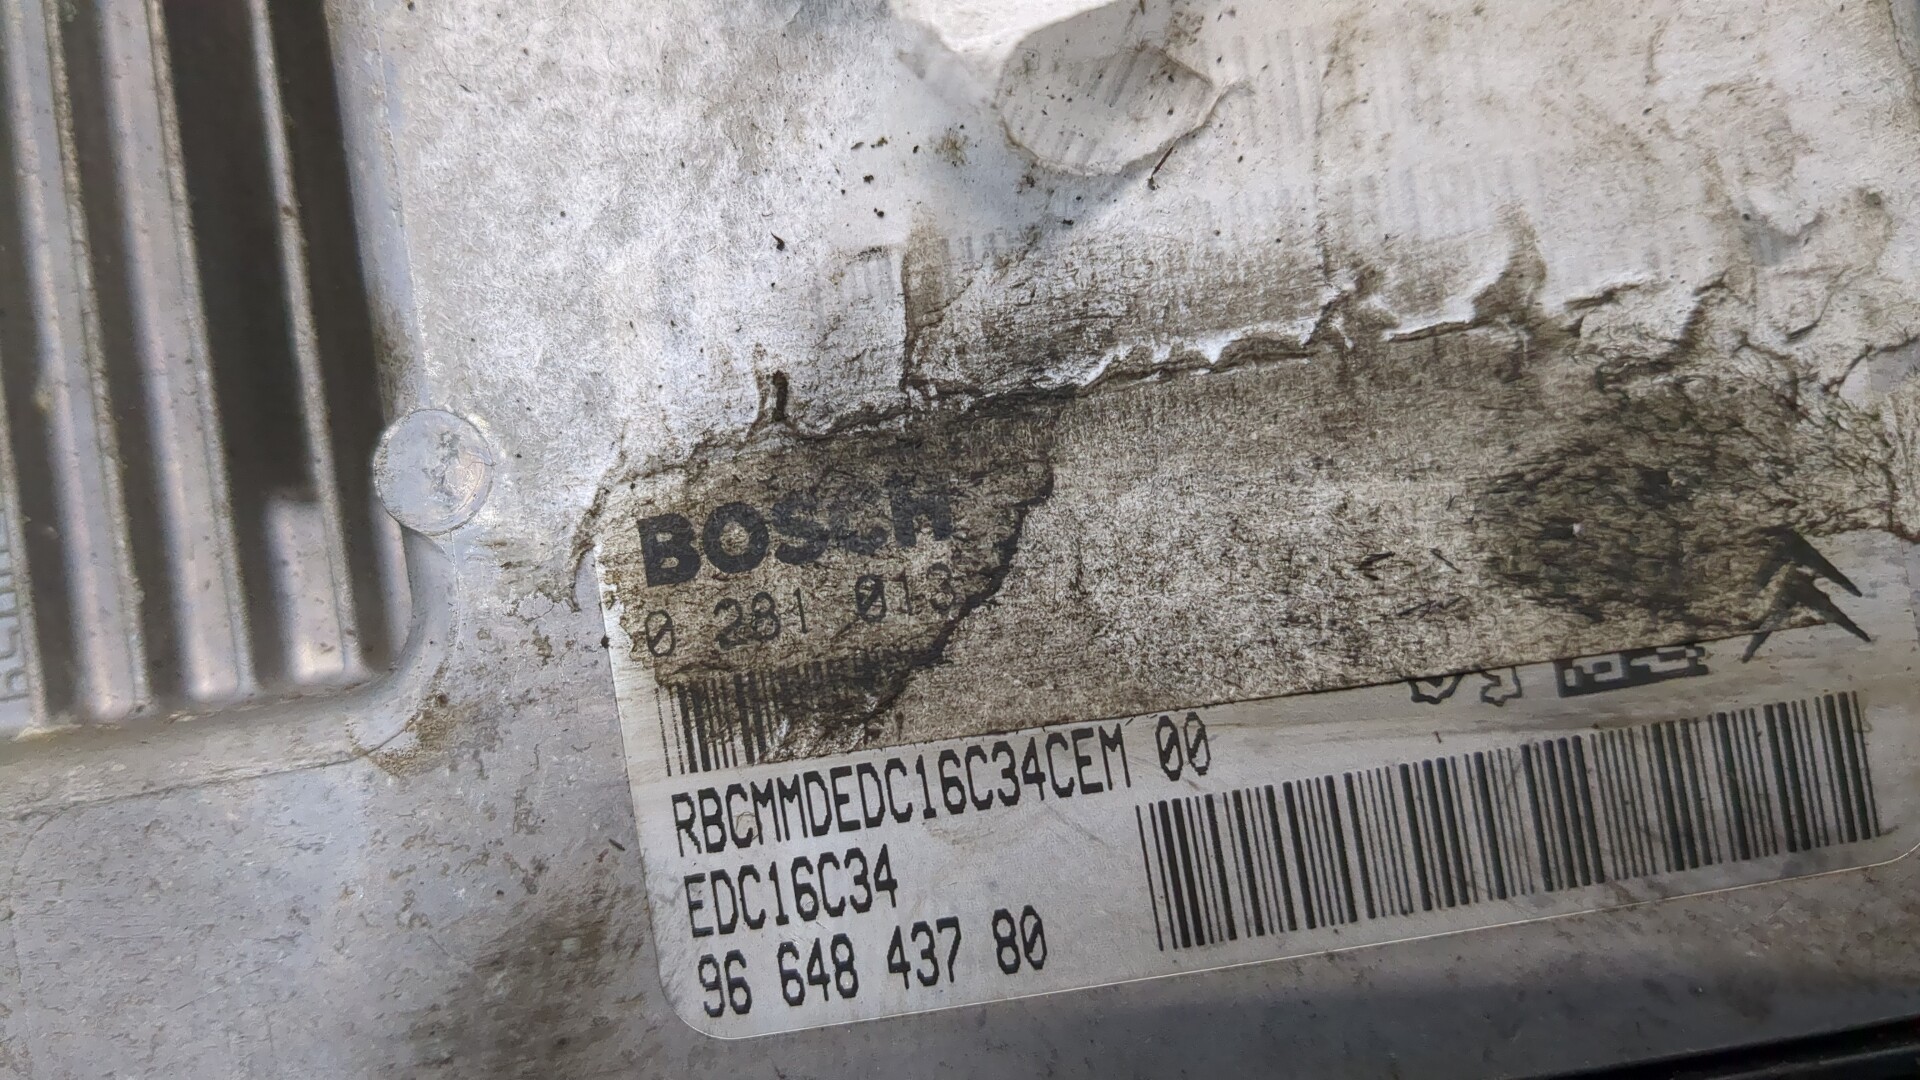 BOSCH
0 281 013
RBCMMDEDC16C34CEM 00
EDC16C34
96 648 437 80